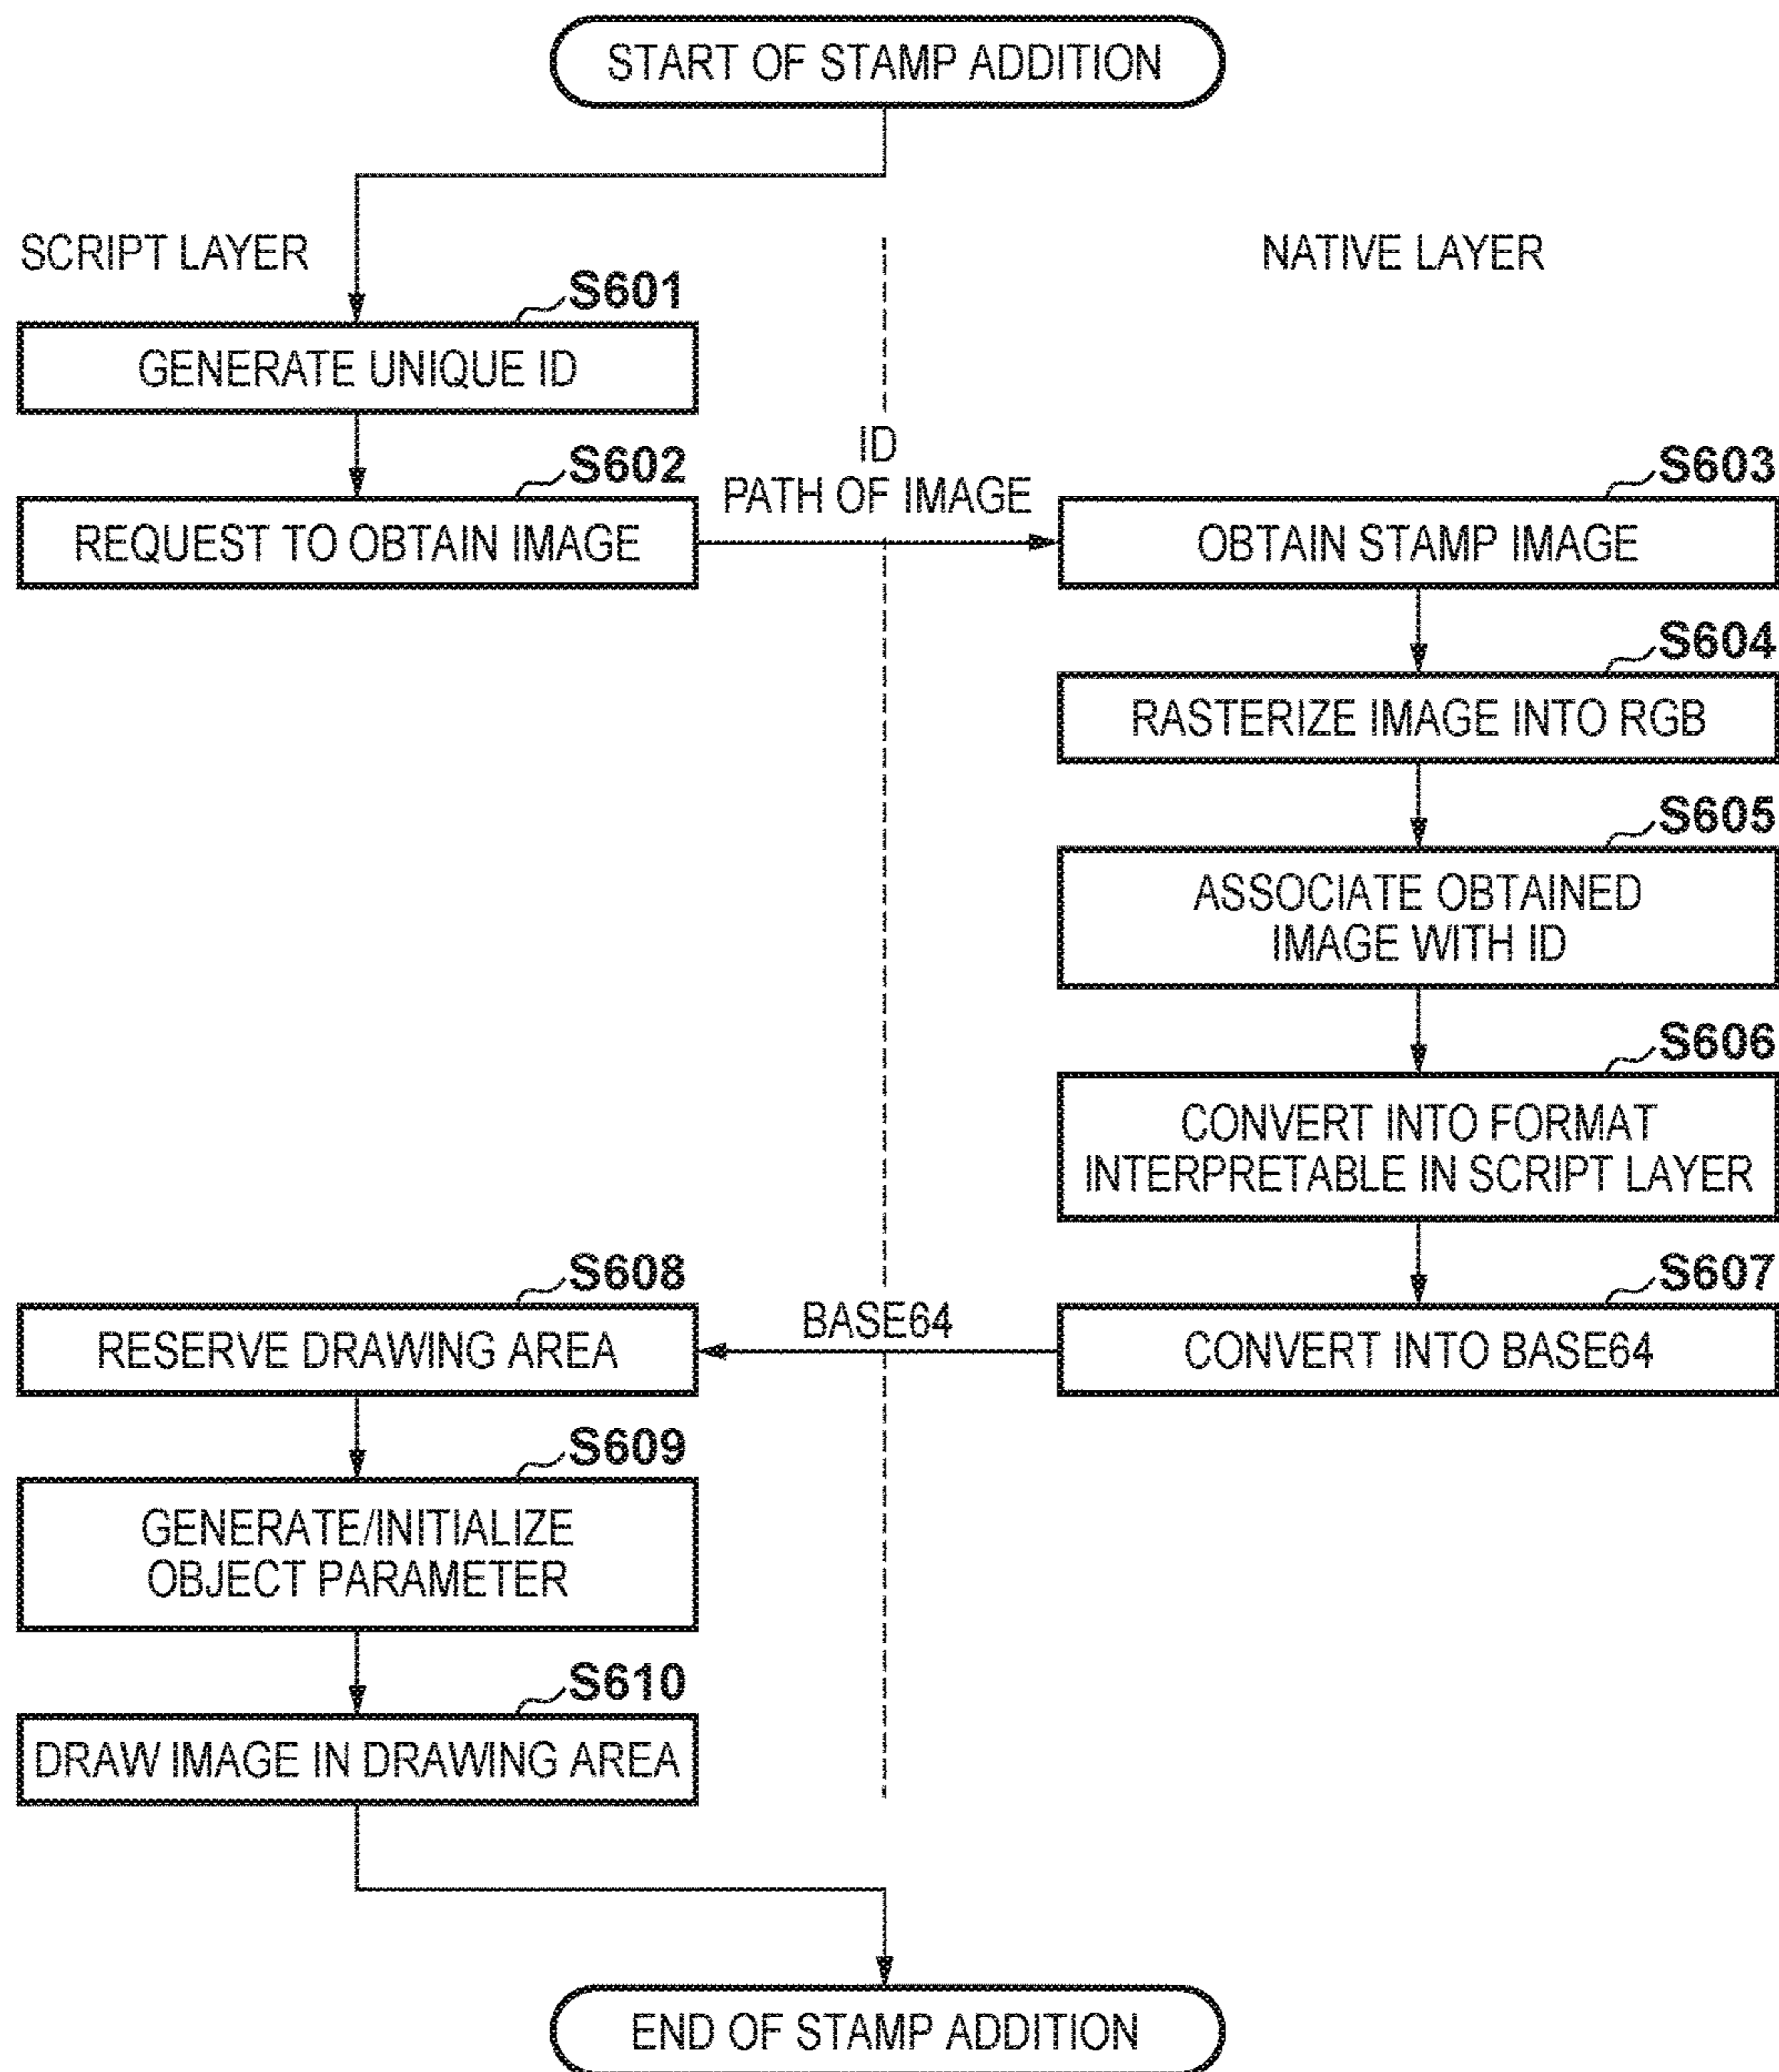 START OF STAMP ADDITION
SCRIPT LAYER
NATIVE LAYER
S601
GENERATE UNIQUE ID
ID
PATH OF IMAGE
S602
REQUEST TO OBTAIN IMAGE
S603
OBTAIN STAMP IMAGE
S604
RASTERIZE IMAGE INTO RGB
S605
ASSOCIATE OBTAINED
IMAGE WITH ID
S606
CONVERT INTO FORMAT
INTERPRETABLE IN SCRIPT LAYER
S607
CONVERT INTO BASE64
BASE64
S608
RESERVE DRAWING AREA
S609
GENERATE/INITIALIZE
OBJECT PARAMETER
S610
DRAW IMAGE IN DRAWING AREA
END OF STAMP ADDITION